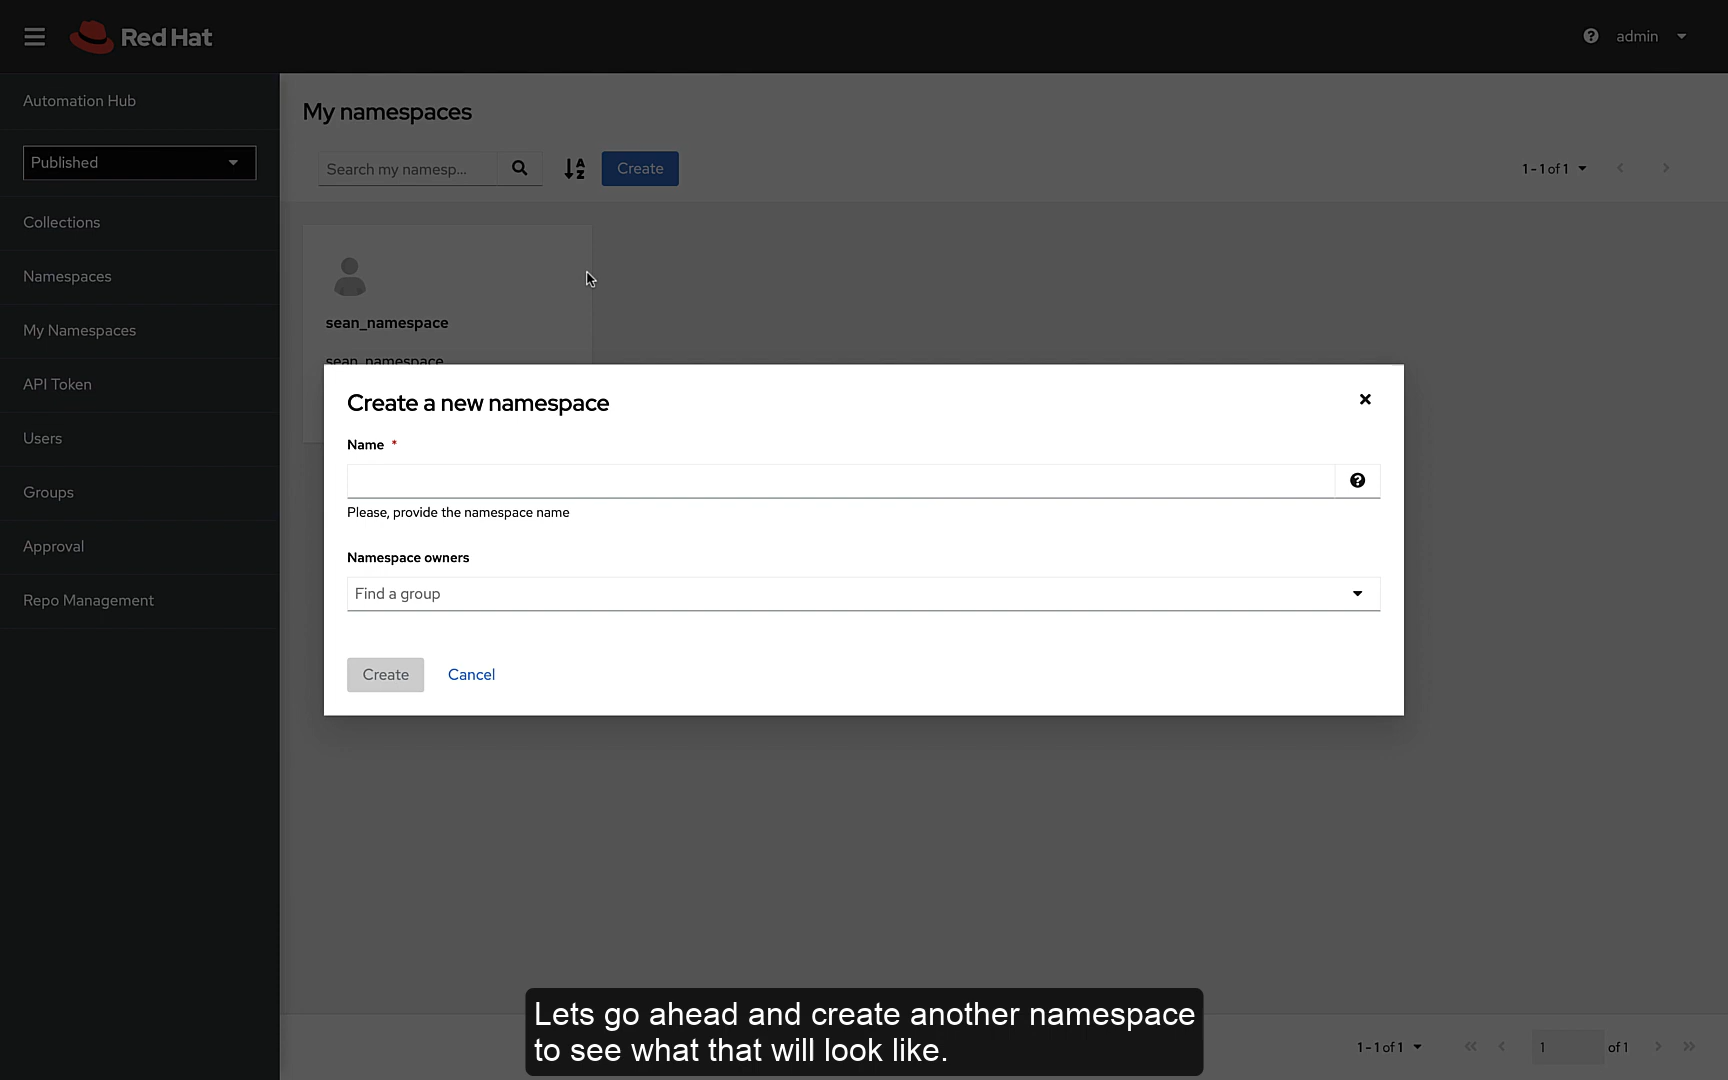 Red Hat
admin
Automation Hub
Published
Collections
Namespaces
My Namespaces
API Token
Users
Groups
Approval
Repo Management
My namespaces
Search my namesp...
Create
1 - 1 of 1
sean_namespace
sean_namespace
Create a new namespace
Name *
Please, provide the namespace name
Namespace owners
Find a group
Create
Cancel
Lets go ahead and create another namespace
to see what that will look like.
1 - 1 of 1
1
of 1